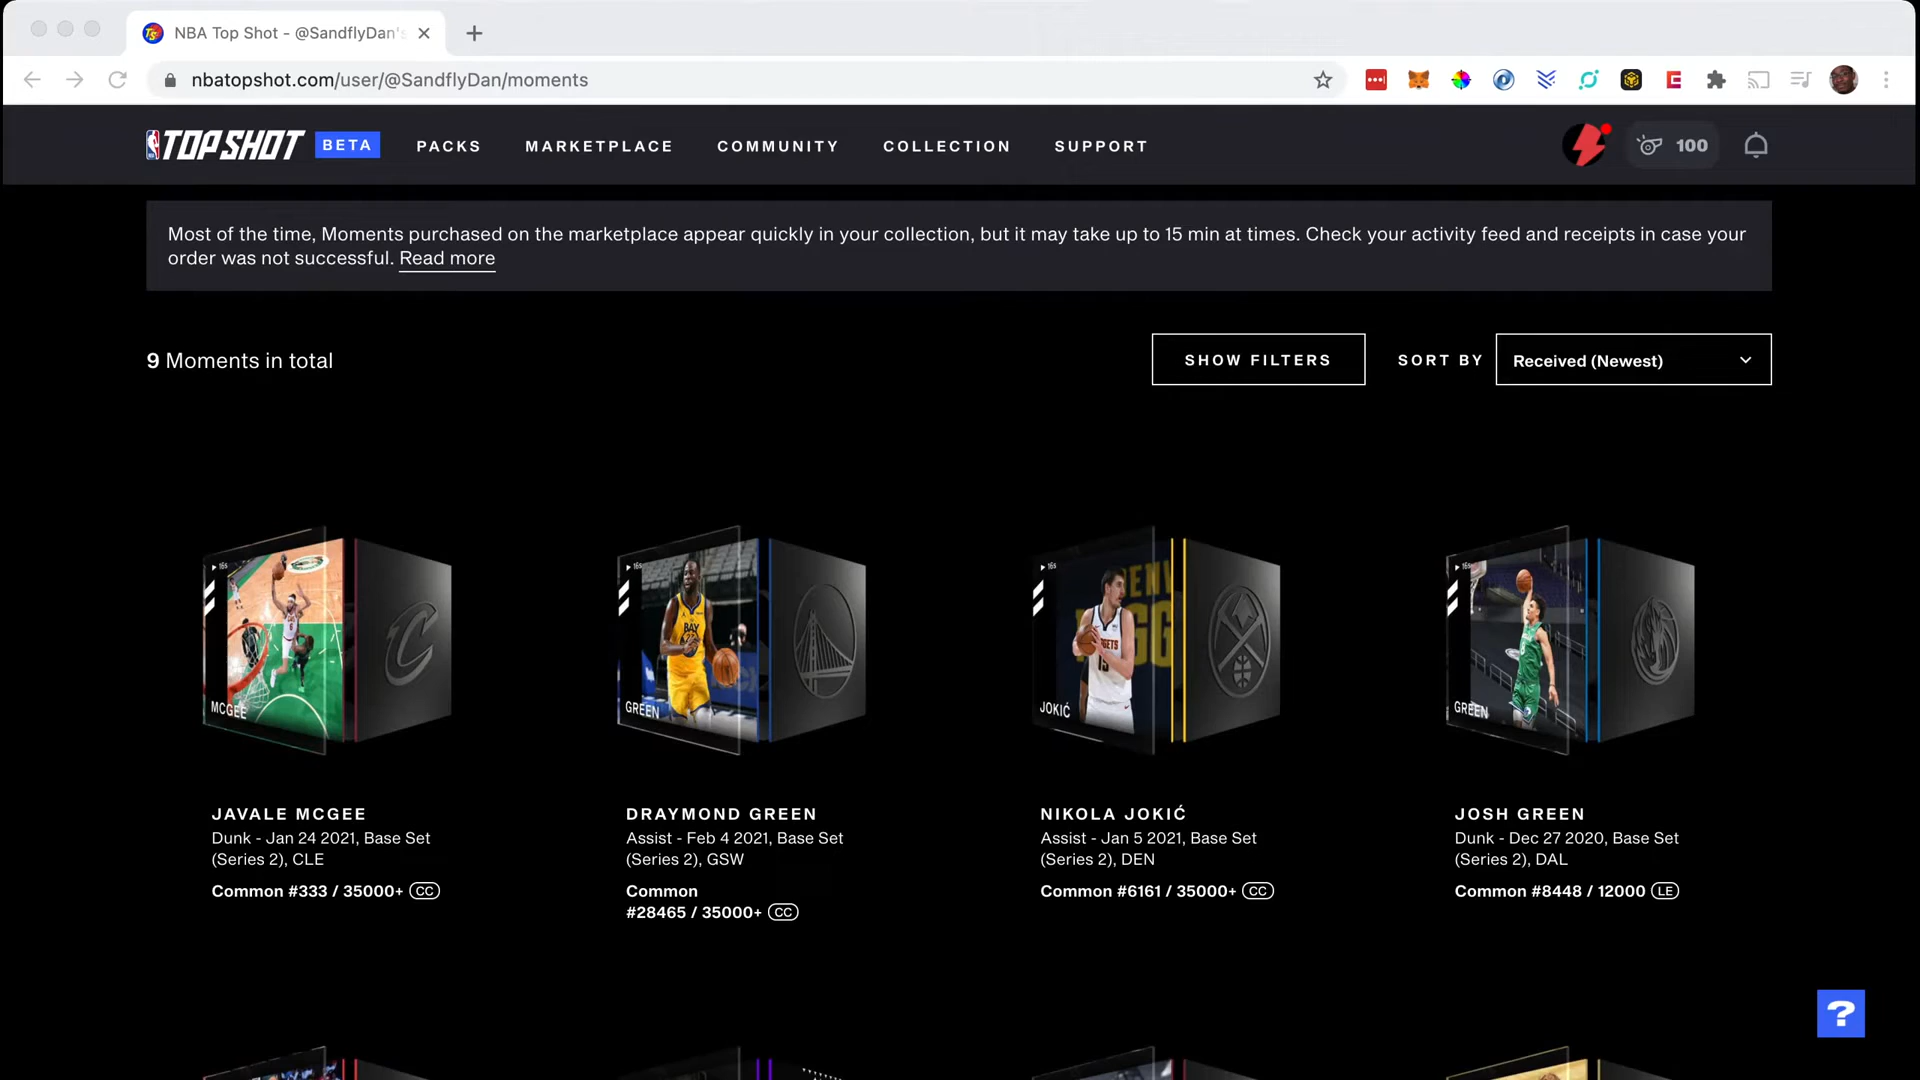 NBA Top Shot - @SandflyDan's
nbatopshot.com/user/@SandflyDan/moments
TOP SHOT BETA PACKS MARKETPLACE COMMUNITY COLLECTION SUPPORT 100
Most of the time, Moments purchased on the marketplace appear quickly in your collection, but it may take up to 15 min at times. Check your activity feed and receipts in case your
order was not successful. Read more
9 Moments in total
SHOW FILTERS SORT BY Received (Newest)
16s
MCGEE
16s
GREEN
16s
JOKIĆ
16s
GREEN
JAVALE MCGEE
Dunk - Jan 24 2021, Base Set
(Series 2), CLE
Common #333 / 35000+ CC
DRAYMOND GREEN
Assist - Feb 4 2021, Base Set
(Series 2), GSW
Common
#28465 / 35000+ CC
NIKOLA JOKIĆ
Assist - Jan 5 2021, Base Set
(Series 2), DEN
Common #6161 / 35000+ CC
JOSH GREEN
Dunk - Dec 27 2020, Base Set
(Series 2), DAL
Common #8448 / 12000 LE
?